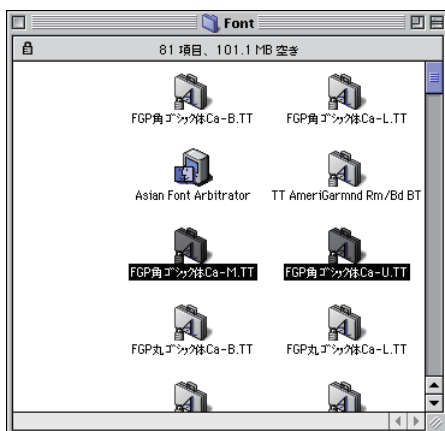 Font
81 項目、101.1 MB 空き
FGP角ｺﾞｼｯｸ体Ca-B.TT
FGP角ｺﾞｼｯｸ体Ca-L.TT
Asian Font Arbitrator
TT AmeriGarmnd Rm/Bd BT
FGP角ｺﾞｼｯｸ体Ca-M.TT
FGP角ｺﾞｼｯｸ体Ca-U.TT
FGP丸ｺﾞｼｯｸ体Ca-B.TT
FGP丸ｺﾞｼｯｸ体Ca-L.TT